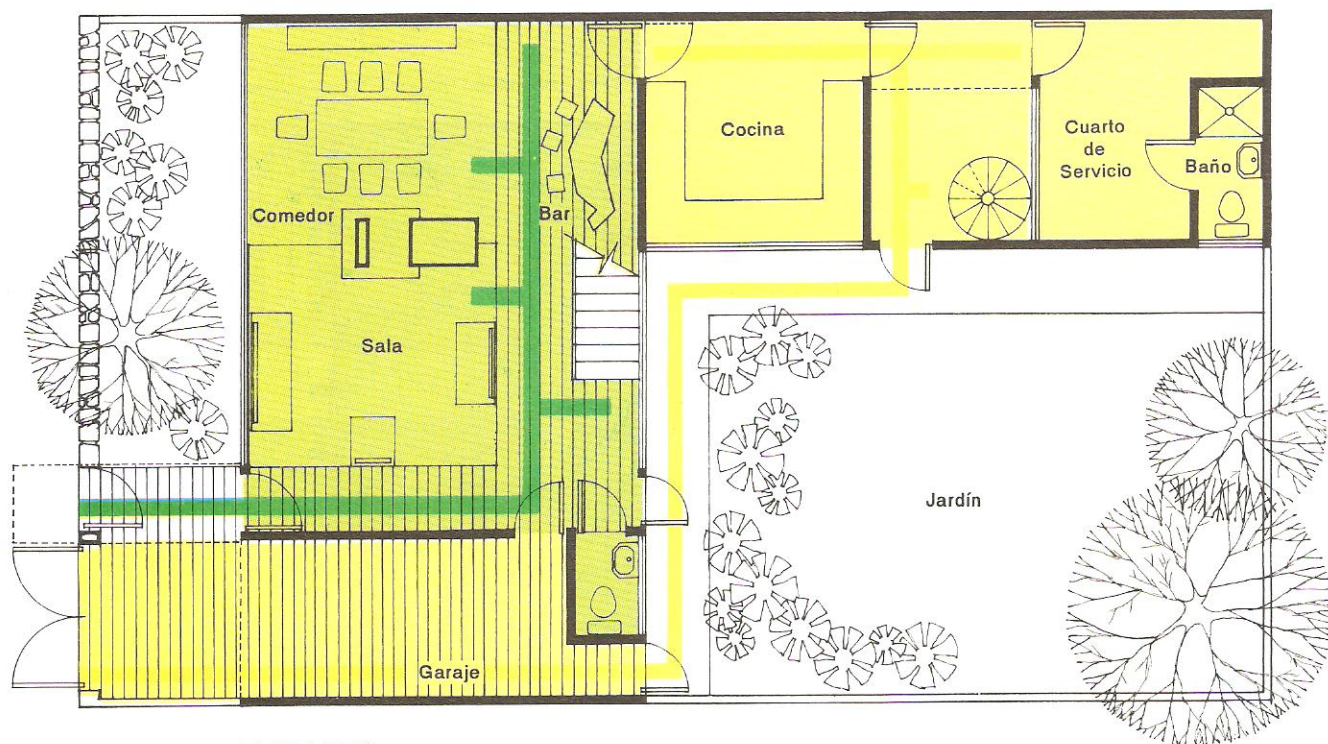 Cocina
Cuarto
de
Servicio
Baño
Comedor
Bar
Sala
Jardín
Garaje